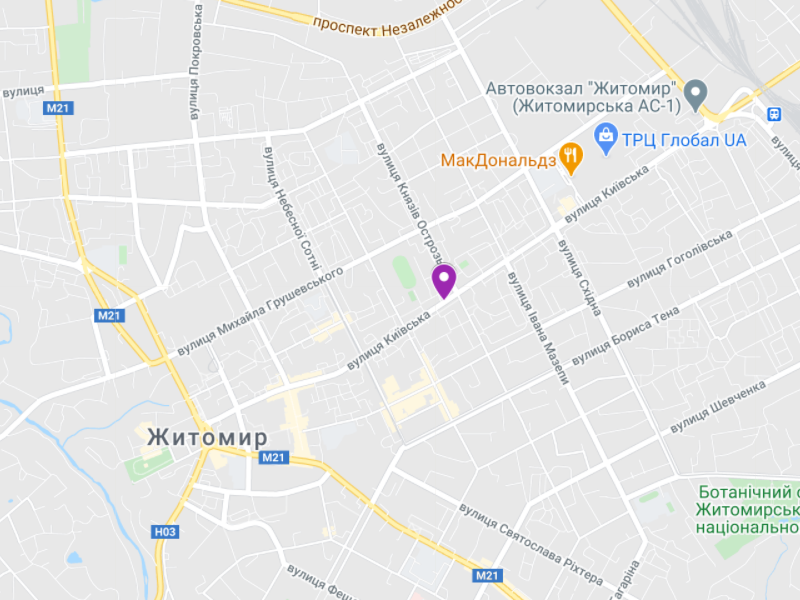 проспект Незалежнос
вулиця Покровська
вулиця
M21
Автовокзал "Житомир"
(Житомирська АС-1)
ТРЦ Глобал UA
МакДональдз
вулиця Князів Острозь
вулиця Небесної Сотні
вулиця Київська
вулиця Східна
вулиця Гоголівська
вулиця Михайла Грушевського
M21
вулиця Київська
вулиця Івана Мазепи
вулиця Бориса Тена
вулиця Шевченка
Житомир
M21
Ботанічний
Житомирськ
національно
H03
вулиця Святослава Ріхтера
M21
вулиця Феш
Гагаріна